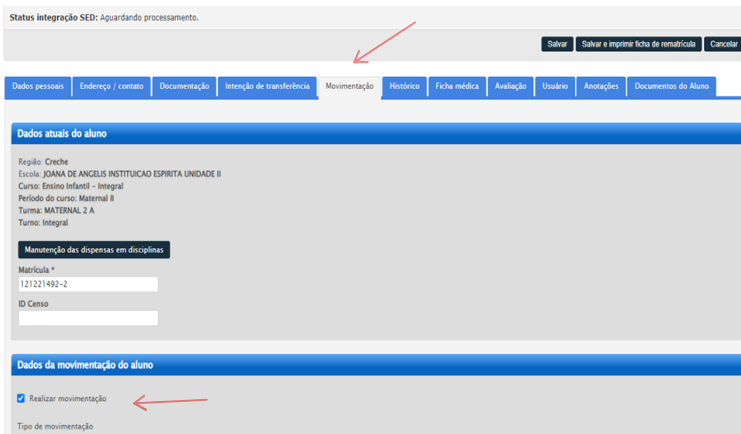 Status integração SED: Aguardando processamento.
Salvar Salvar e imprimir ficha de rematrícula Cancelar
Dados pessoais Endereço / contato Documentação Intenção de transferência Movimentação Histórico Ficha médica Avaliação Usuário Anotações Documentos do Aluno
Dados atuais do aluno
Região: Creche
Escola: JOANA DE ANGELIS INSTITUICAO ESPIRITA UNIDADE II
Curso: Ensino Infantil - Integral
Período do curso: Maternal II
Turma: MATERNAL 2 A
Turno: Integral
Manutenção das dispensas em disciplinas
Matrícula *
121221492-2
ID Censo
Dados da movimentação do aluno
Realizar movimentação
Tipo de movimentação